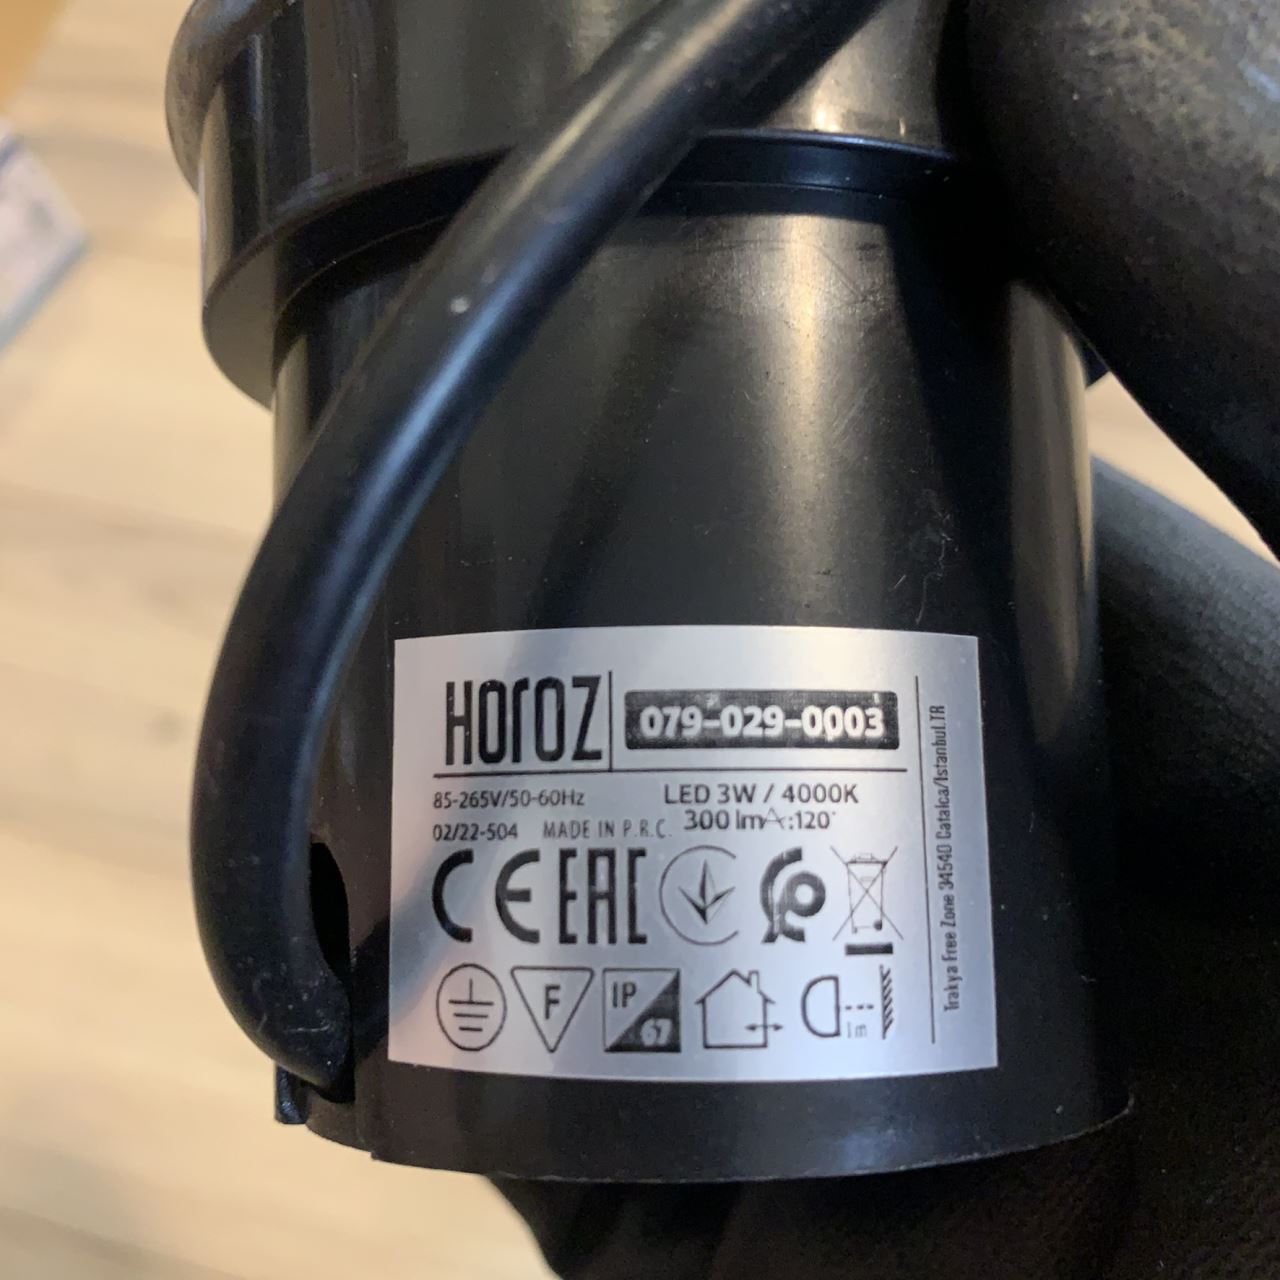 HOROZ
079-029-0003
85-265V/50-60Hz
LED 3W / 4000K
02/22-504 MADE IN P.R.C.
300 lm :120°
CE EAC
F
IP 67
1m
Trakya Free Zone 34540 Catalca/Istanbul.TR